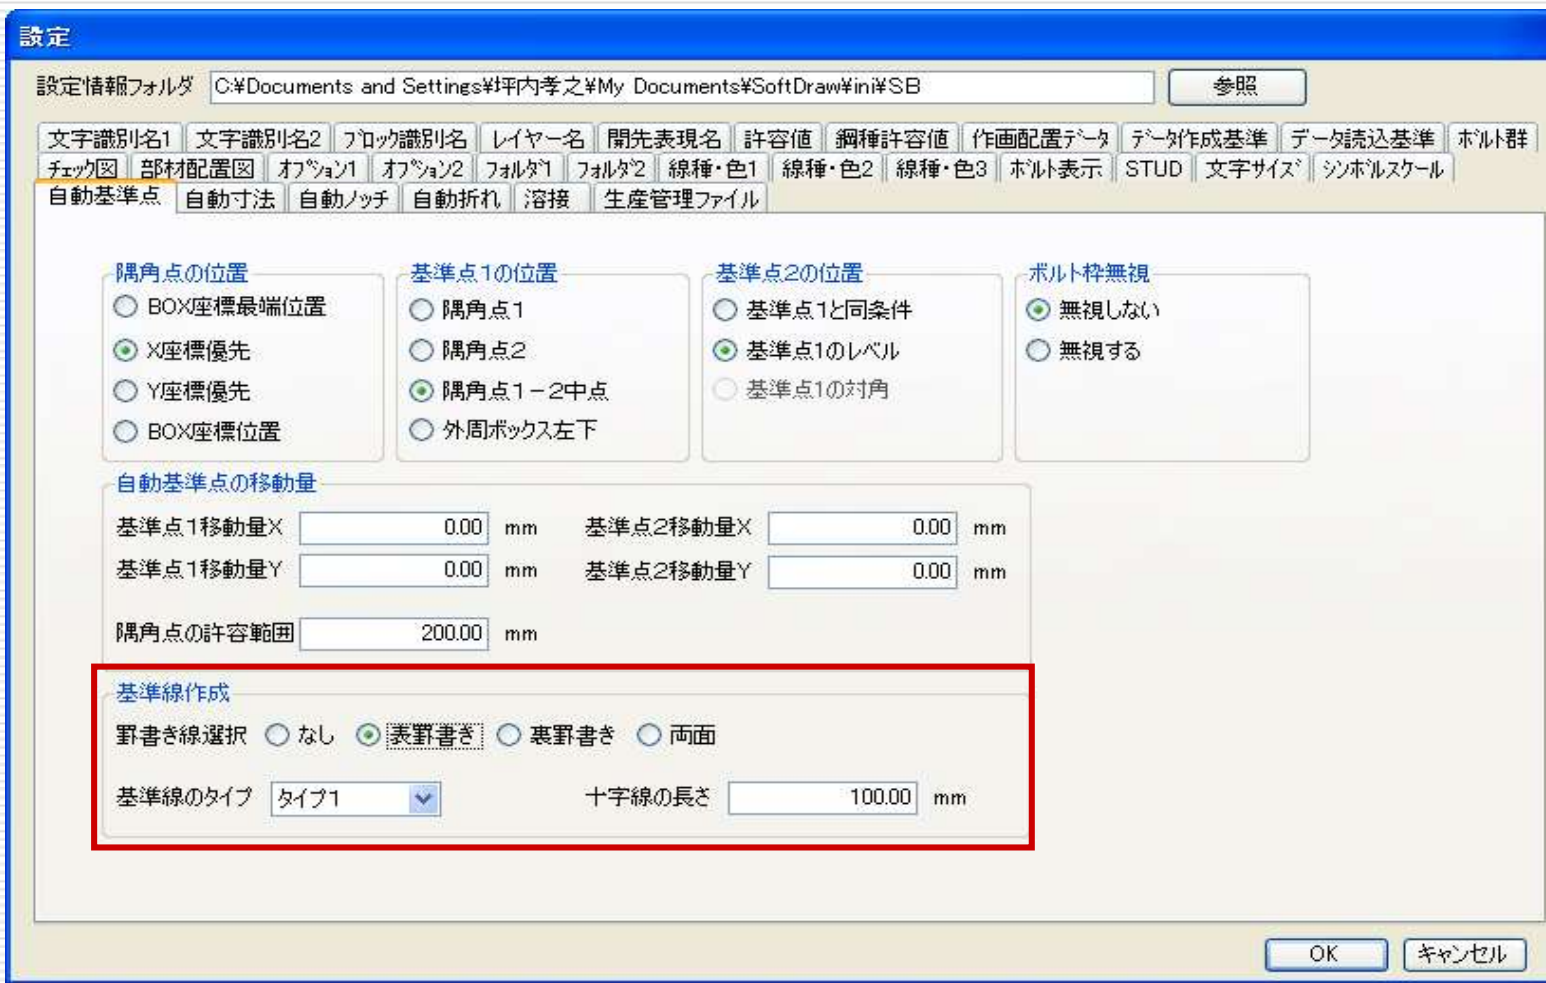 設定
設定情報フォルダ C:¥Documents and Settings¥坪内孝之¥My Documents¥SoftDraw¥ini¥SB 参照
文字識別名1 文字識別名2 ブロック識別名 レイヤー名 開先表現名 許容値 鋼種許容値 作画配置データ データ作成基準 データ読込基準 ボルト群
チェック図 部材配置図 オプション1 オプション2 フォルダ1 フォルダ2 線種・色1 線種・色2 線種・色3 ボルト表示 STUD 文字サイズ シンボルスケール
自動基準点 自動寸法 自動ノッチ 自動折れ 溶接 生産管理ファイル
隅角点の位置 基準点1の位置 基準点2の位置 ボルト枠無視
BOX座標最端位置 隅角点1 基準点1と同条件 無視しない
X座標優先 隅角点2 基準点1のレベル 無視する
Y座標優先 隅角点1-2中点 基準点1の対角
BOX座標位置 外周ボックス左下
自動基準点の移動量
基準点1移動量X 0.00 mm 基準点2移動量X 0.00 mm
基準点1移動量Y 0.00 mm 基準点2移動量Y 0.00 mm
隅角点の許容範囲 200.00 mm
基準線作成
罫書き線選択 なし 表罫書き 裏罫書き 両面
基準線のタイプ タイプ1 十字線の長さ 100.00 mm
OK キャンセル